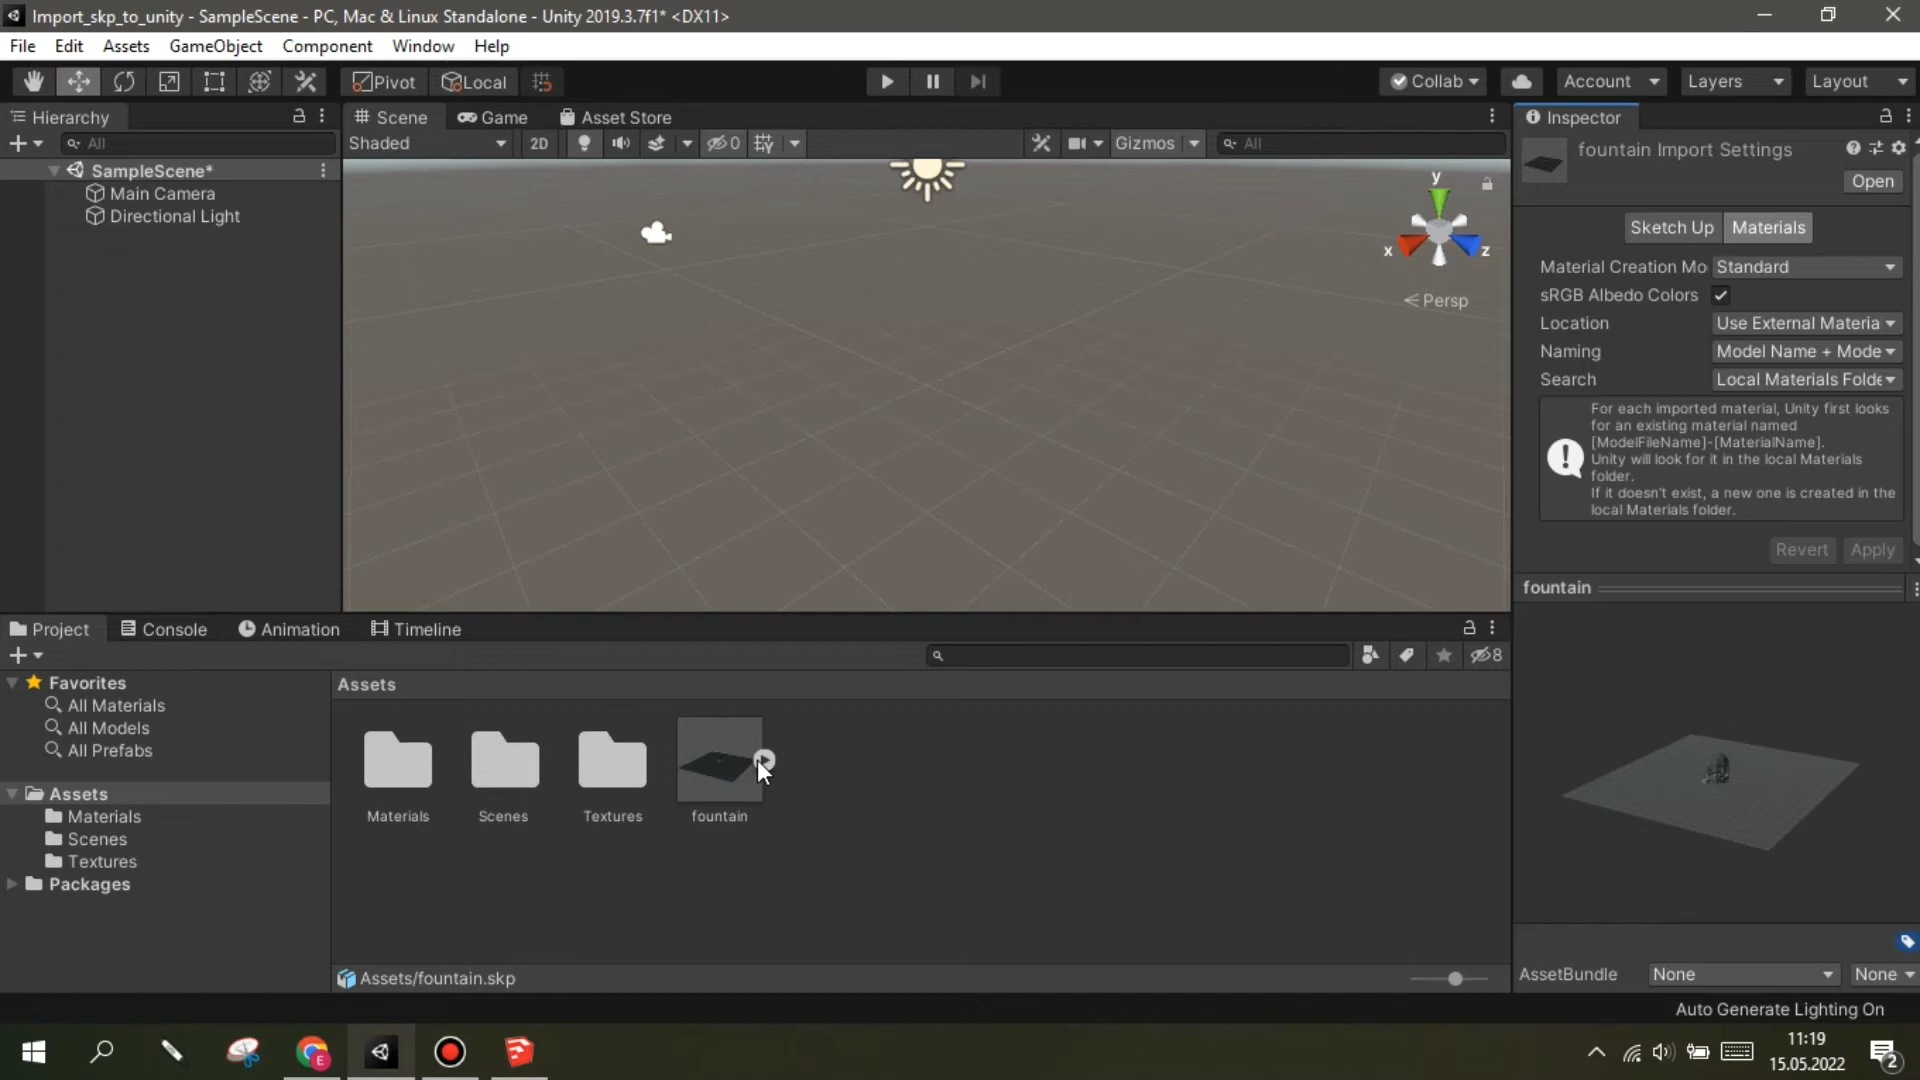 Import_skp_to_unity - SampleScene - PC, Mac & Linux Standalone - Unity 2019.3.7f1* <DX11>
File Edit Assets GameObject Component Window Help
Pivot Local Collab Account Layers Layout
Hierarchy
All
SampleScene*
Main Camera
Directional Light
Scene Game Asset Store
Shaded 2D 0 Gizmos All
y
x z
Persp
Inspector
fountain Import Settings
Open
Sketch Up Materials
Material Creation Mo Standard
sRGB Albedo Colors
Location Use External Materia
Naming Model Name + Mode
Search Local Materials Folde
For each imported material, Unity first looks
for an existing material named
[ModelFileName]-[MaterialName].
Unity will look for it in the local Materials
folder.
If it doesn't exist, a new one is created in the
local Materials folder.
Revert Apply
fountain
Project Console Animation Timeline
8
Favorites
All Materials
All Models
All Prefabs
Assets
Materials
Scenes
Textures
Packages
Assets
Materials Scenes Textures fountain
Assets/fountain.skp
AssetBundle None None
Auto Generate Lighting On
E
11:19
15.05.2022
2